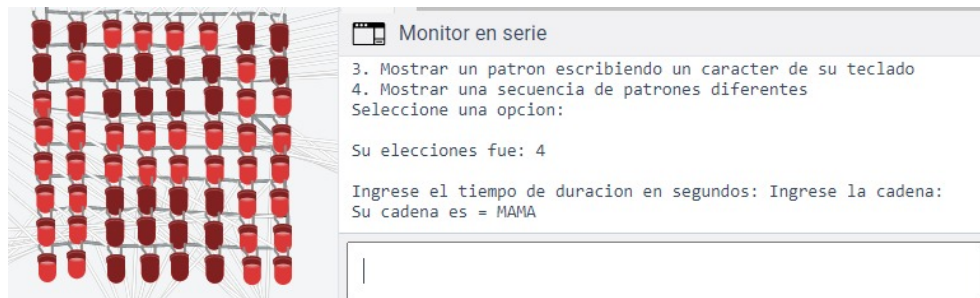 Monitor en serie
3. Mostrar un patron escribiendo un caracter de su teclado
4. Mostrar una secuencia de patrones diferentes
Seleccione una opcion:
Su elecciones fue: 4
Ingrese el tiempo de duracion en segundos: Ingrese la cadena:
Su cadena es = MAMA